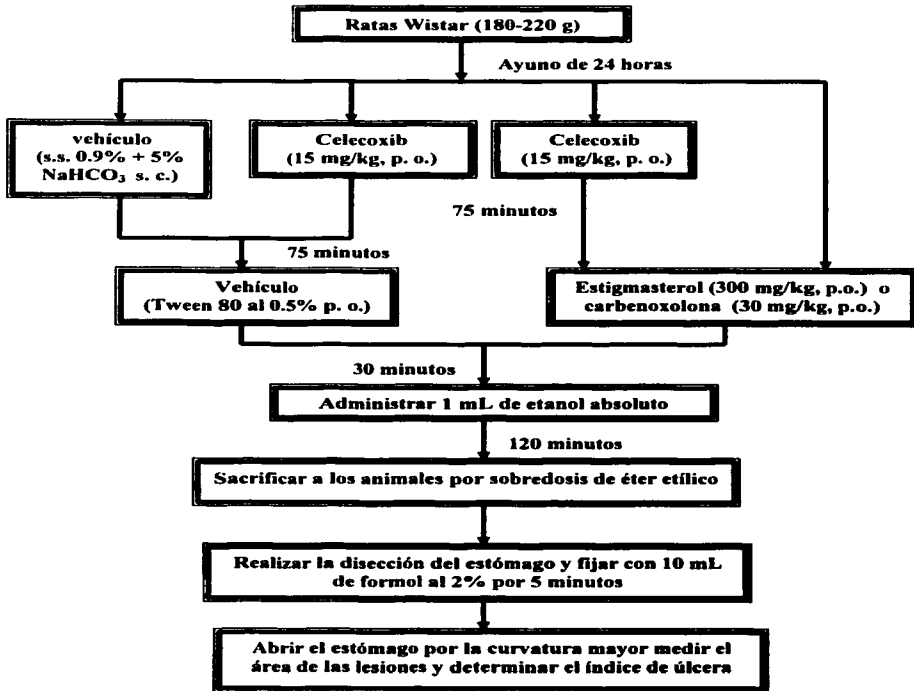 Ratas Wistar (180-220 g)
Ayuno de 24 horas
vehículo
(s.s. 0.9% + 5%
NaHCO₃ s. c.)
Celecoxib
(15 mg/kg, p. o.)
Celecoxib
(15 mg/kg, p. o.)
75 minutos
75 minutos
Vehículo
(Tween 80 al 0.5% p. o.)
Estigmasterol (300 mg/kg, p.o.) o
carbenoxolona (30 mg/kg, p.o.)
30 minutos
Administrar 1 mL de etanol absoluto
120 minutos
Sacrificar a los animales por sobredosis de éter etílico
Realizar la disección del estómago y fijar con 10 mL
de formol al 2% por 5 minutos
Abrir el estómago por la curvatura mayor medir el
área de las lesiones y determinar el índice de úlcera